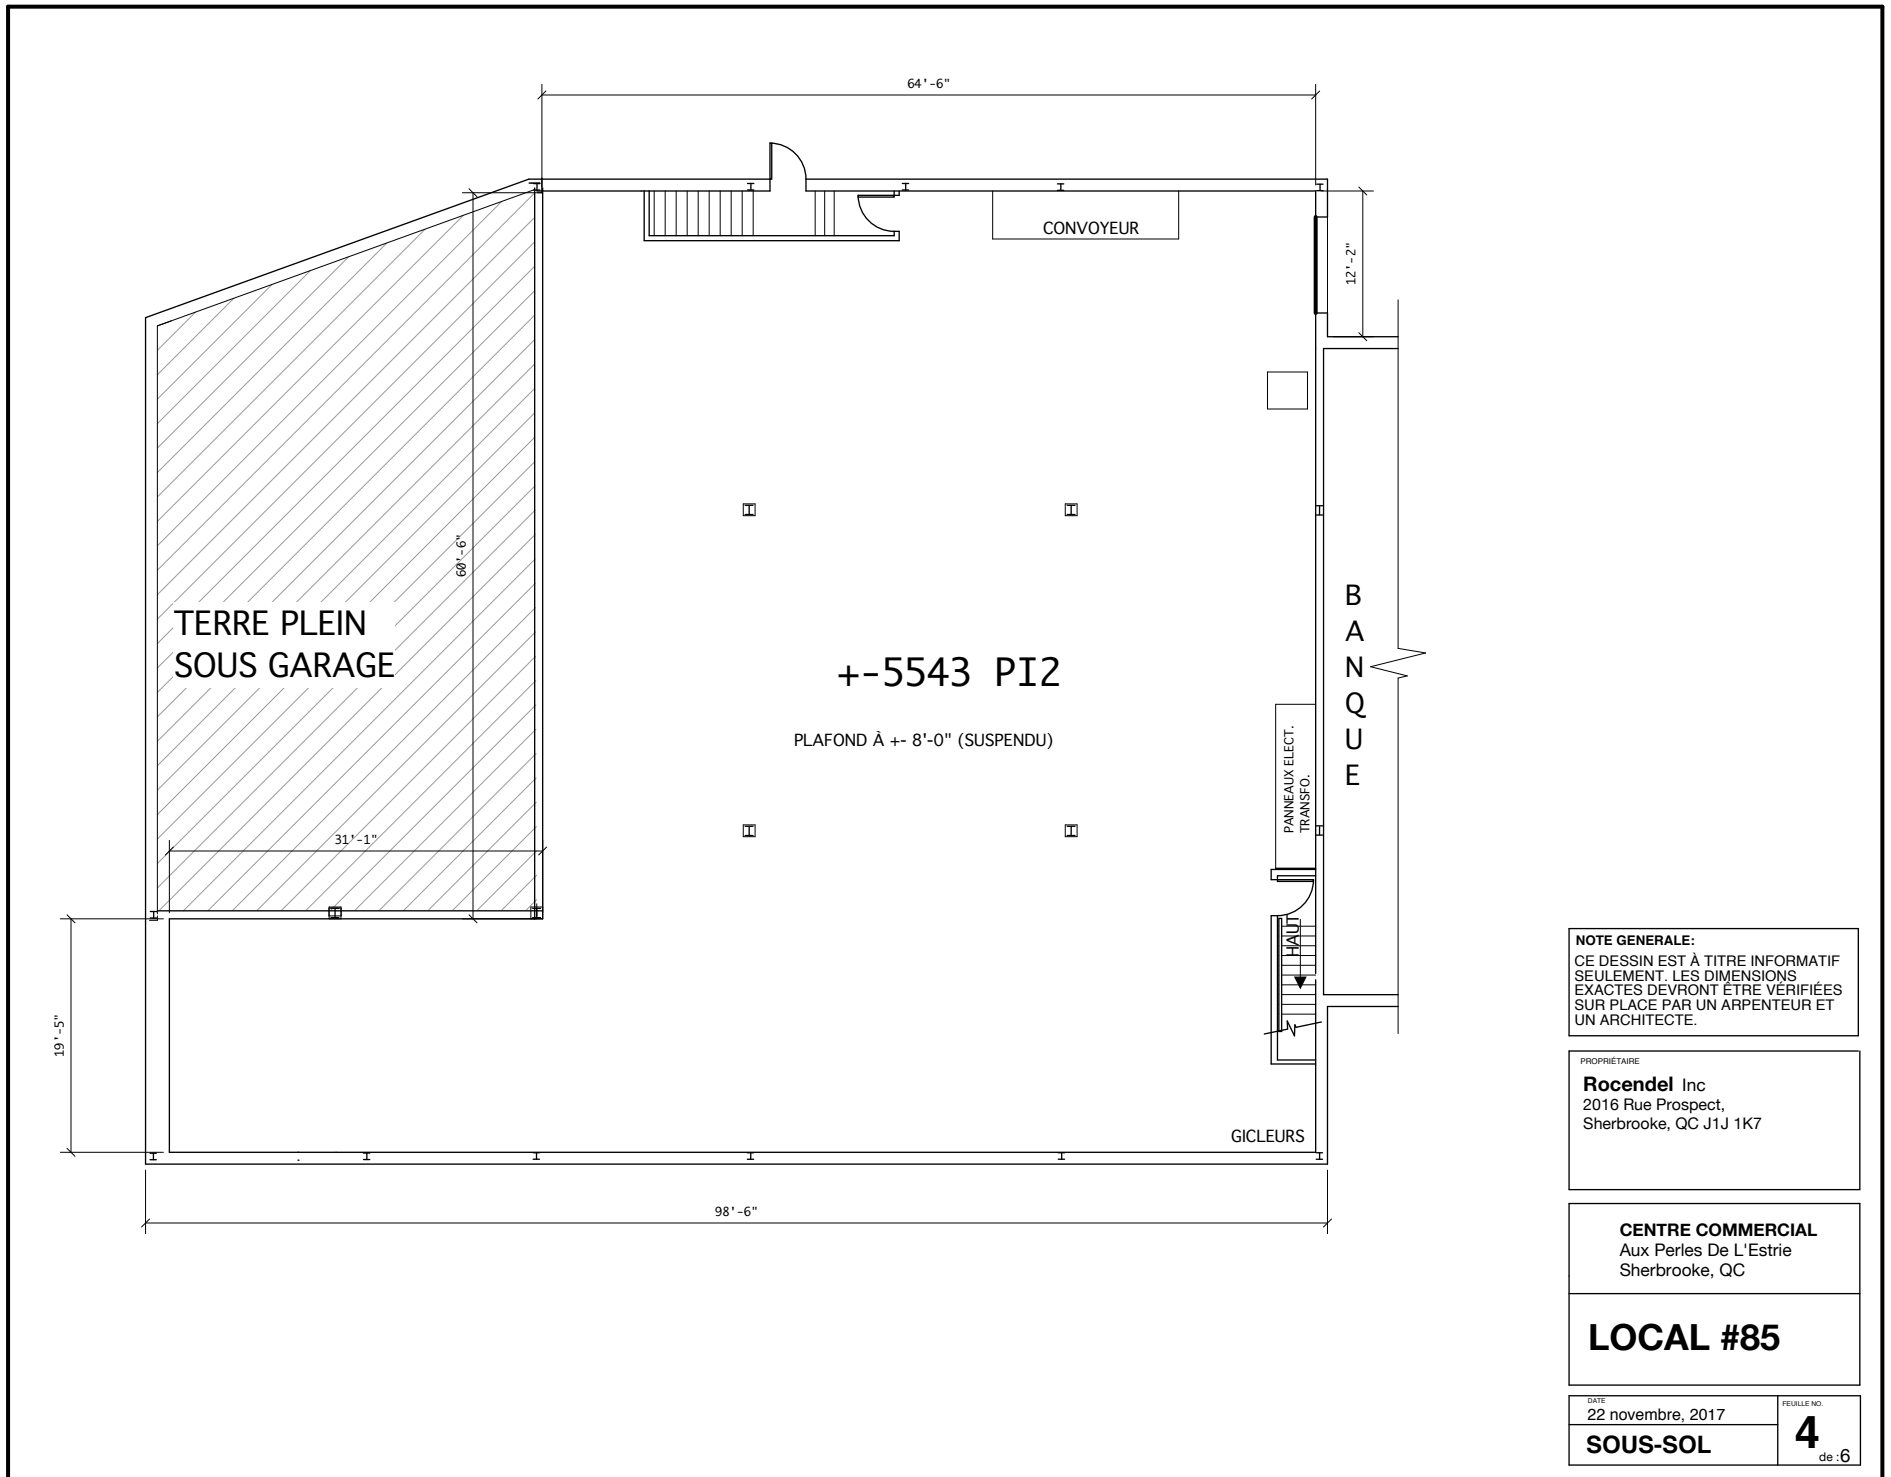 64'-6"
CONVOYEUR
12'-2"
60'-6"
TERRE PLEIN
SOUS GARAGE
+-5543 PI2
PLAFOND À +- 8'-0" (SUSPENDU)
BANQUE
PANNEAUX ELECT.
TRANSFO.
31'-1"
HAUT
19'-5"
GICLEURS
98'-6"
NOTE GENERALE:
CE DESSIN EST À TITRE INFORMATIF
SEULEMENT. LES DIMENSIONS
EXACTES DEVRONT ÊTRE VÉRIFIÉES
SUR PLACE PAR UN ARPENTEUR ET
UN ARCHITECTE.
PROPRIÉTAIRE
Rocendel Inc
2016 Rue Prospect,
Sherbrooke, QC J1J 1K7
CENTRE COMMERCIAL
Aux Perles De L'Estrie
Sherbrooke, QC
LOCAL #85
DATE
22 novembre, 2017
SOUS-SOL
FEUILLE NO.
4
de :6